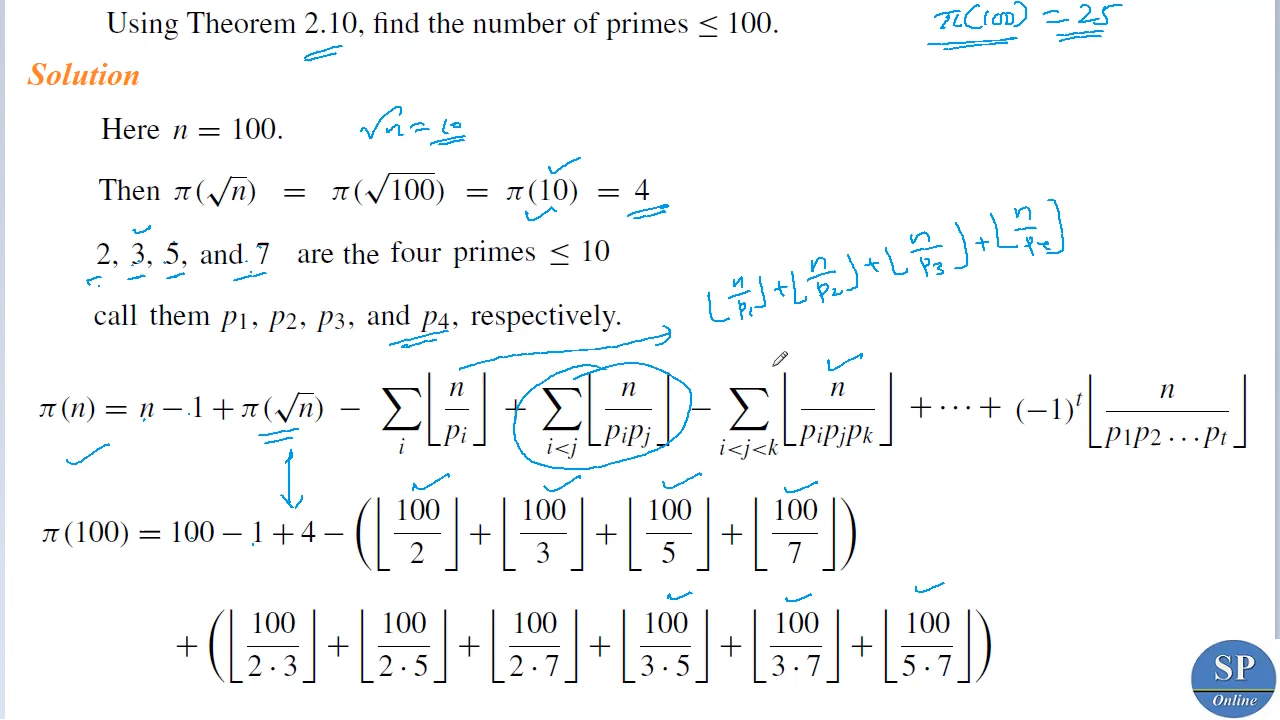 Using Theorem 2.10, find the number of primes ≤ 100.
π(100) = 25
Solution
Here n = 100.
√n = 10
Then π(√n) = π(√100) = π(10) = 4
2, 3, 5, and 7 are the four primes ≤ 10
⌊n/p1⌋ + ⌊n/p2⌋ + ⌊n/p3⌋ + ⌊n/p4⌋
call them p1, p2, p3, and p4, respectively.
π(n) = n − 1 + π(√n) − ∑i ⌊n/pi⌋ + ∑i<j ⌊n/pipj⌋ − ∑i<j<k ⌊n/pipjpk⌋ + ⋯ + (−1)^t ⌊n/p1p2 … pt⌋
π(100) = 100 − 1 + 4 − (⌊100/2⌋ + ⌊100/3⌋ + ⌊100/5⌋ + ⌊100/7⌋)
+ (⌊100/2 · 3⌋ + ⌊100/2 · 5⌋ + ⌊100/2 · 7⌋ + ⌊100/3 · 5⌋ + ⌊100/3 · 7⌋ + ⌊100/5 · 7⌋)
SP
Online